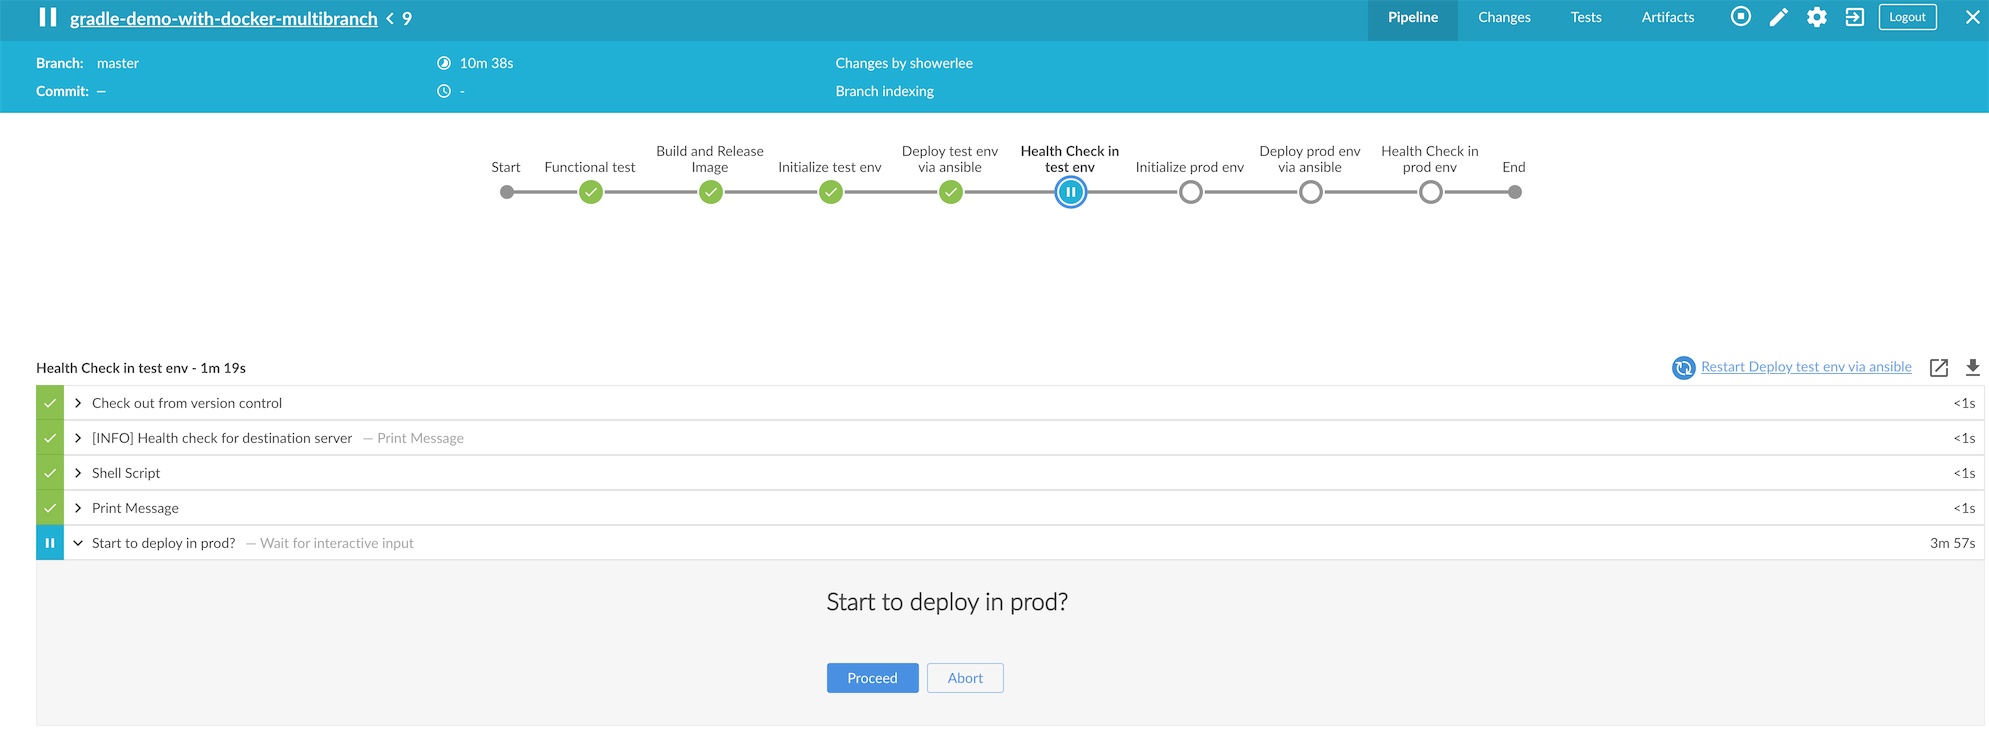 gradle-demo-with-docker-multibranch < 9
Pipeline Changes Tests Artifacts Logout
Branch: master
10m 38s
Changes by showerlee
Commit: –
-
Branch indexing
Start
Functional test
Build and Release
Image
Initialize test env
Deploy test env
via ansible
Health Check in
test env
Initialize prod env
Deploy prod env
via ansible
Health Check in
prod env
End
Health Check in test env - 1m 19s
Restart Deploy test env via ansible
Check out from version control <1s
[INFO] Health check for destination server — Print Message <1s
Shell Script <1s
Print Message <1s
Start to deploy in prod? — Wait for interactive input 3m 57s
Start to deploy in prod?
Proceed Abort